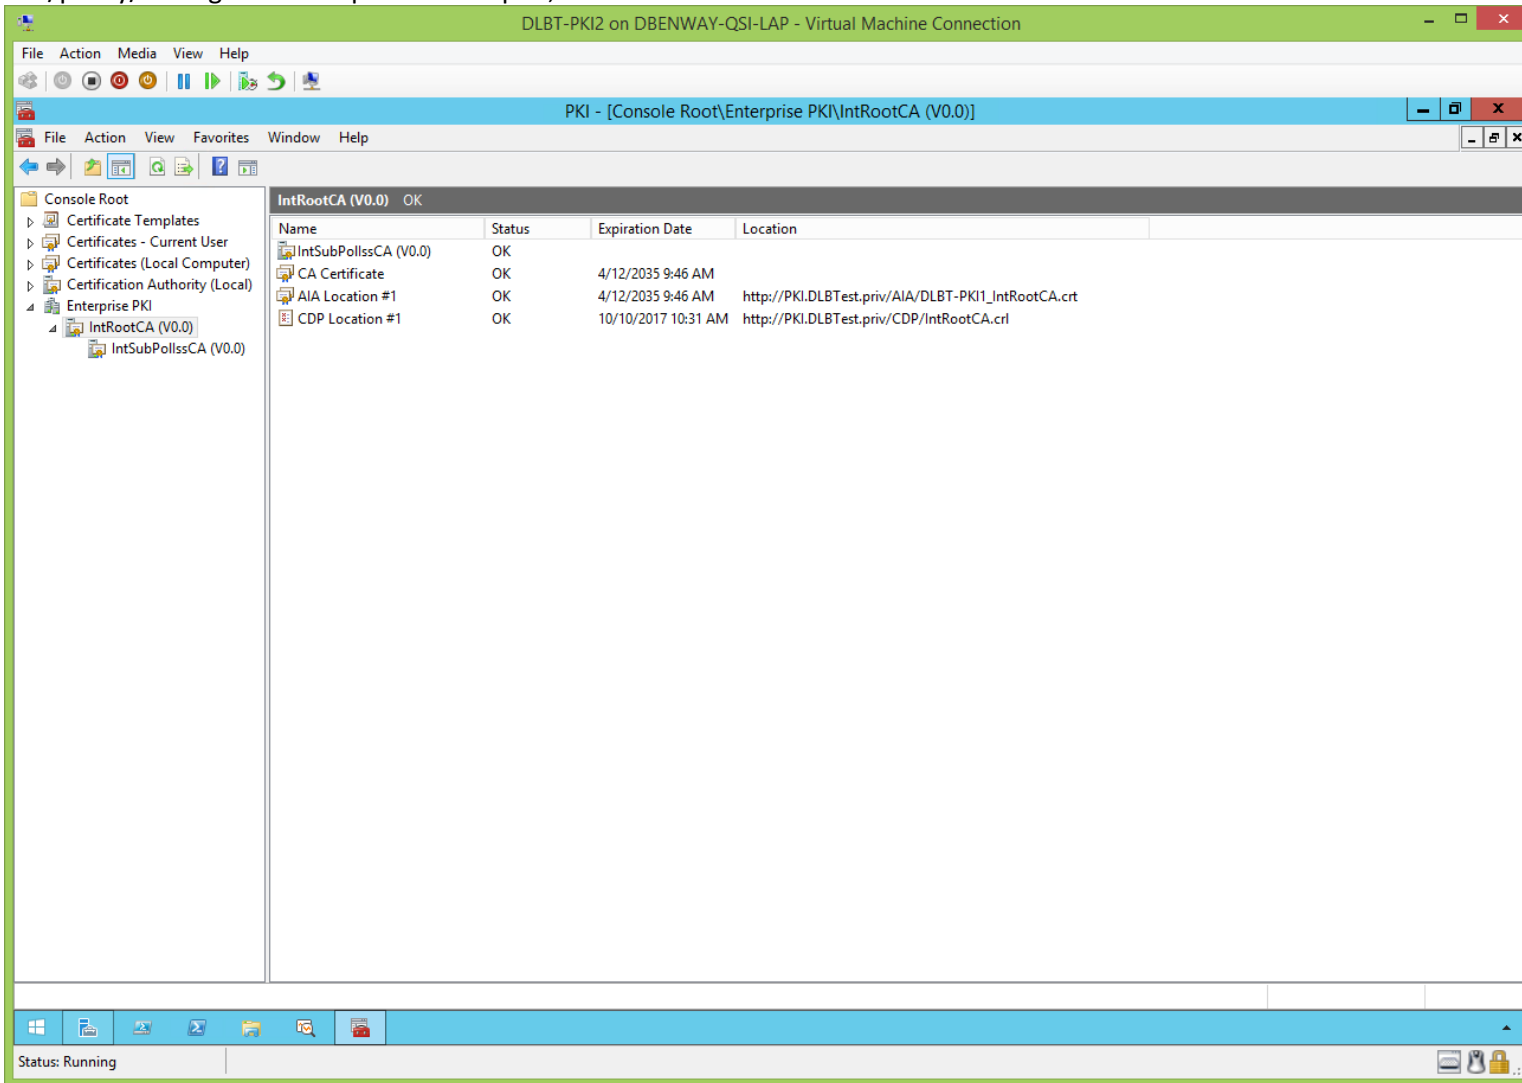 DLBT-PKI2 on DBENWAY-QSI-LAP - Virtual Machine Connection
File Action Media View Help
PKI - [Console Root\Enterprise PKI\IntRootCA (V0.0)]
File Action View Favorites Window Help
Console Root
Certificate Templates
Certificates - Current User
Certificates (Local Computer)
Certification Authority (Local)
Enterprise PKI
IntRootCA (V0.0)
IntSubPolIssCA (V0.0)
IntRootCA (V0.0) OK
Name Status Expiration Date Location
IntSubPolIssCA (V0.0) OK
CA Certificate OK 4/12/2035 9:46 AM
AIA Location #1 OK 4/12/2035 9:46 AM http://PKI.DLBTest.priv/AIA/DLBT-PKI1_IntRootCA.crt
CDP Location #1 OK 10/10/2017 10:31 AM http://PKI.DLBTest.priv/CDP/IntRootCA.crl
Status: Running